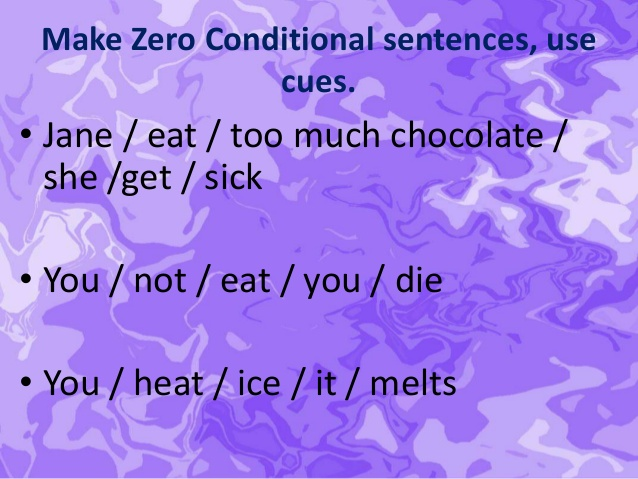 Make Zero Conditional sentences, use
cues.
• Jane / eat / too much chocolate /
she /get / sick
• You / not / eat / you / die
• You / heat / ice / it / melts